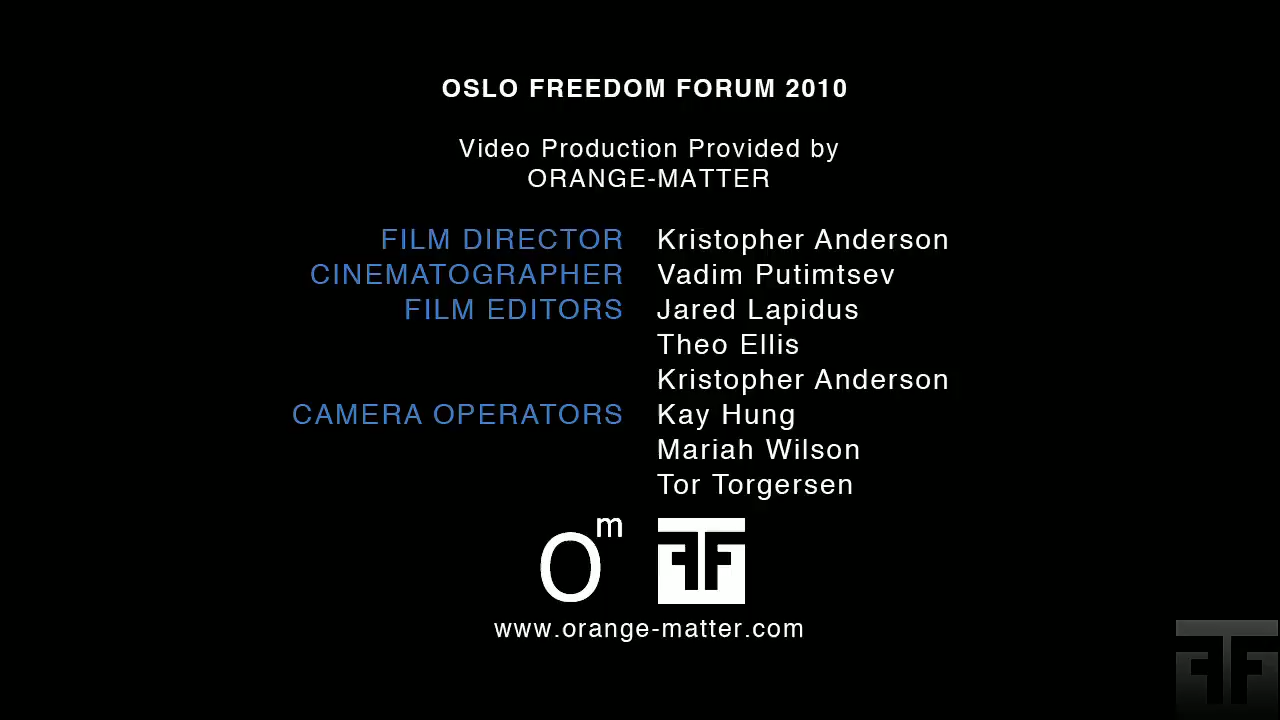 OSLO FREEDOM FORUM 2010
Video Production Provided by
ORANGE-MATTER
FILM DIRECTOR Kristopher Anderson
CINEMATOGRAPHER Vadim Putimtsev
FILM EDITORS Jared Lapidus
Theo Ellis
Kristopher Anderson
CAMERA OPERATORS Kay Hung
Mariah Wilson
Tor Torgersen
Om
www.orange-matter.com